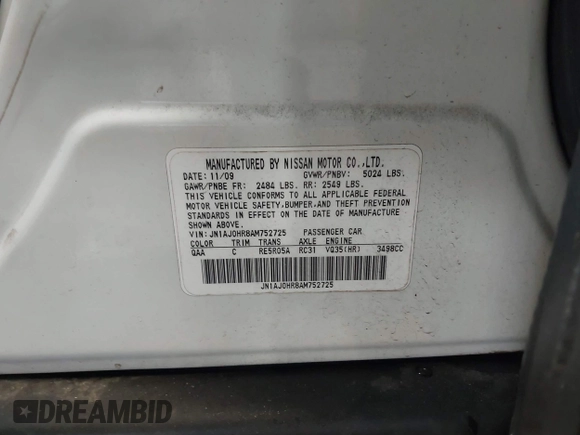 MANUFACTURED BY NISSAN MOTOR CO.,LTD.
DATE: 11/09 GVWR/PNBV: 5024 LBS.
GAWR/PNBE FR: 2484 LBS. RR: 2549 LBS.
THIS VEHICLE CONFORMS TO ALL APPLICABLE FEDERAL
MOTOR VEHICLE SAFETY,BUMPER,AND THEFT PREVENTION
STANDARDS IN EFFECT ON THE DATE OF MANUFACTURE
SHOWN ABOVE.
VIN: JN1AJ0HR8AM752725 PASSENGER CAR
COLOR TRIM TRANS AXLE ENGINE
QAA C RE5R05A RC31 VQ35(HR) 3498CC
JN1AJ0HR8AM752725
DREAMBID